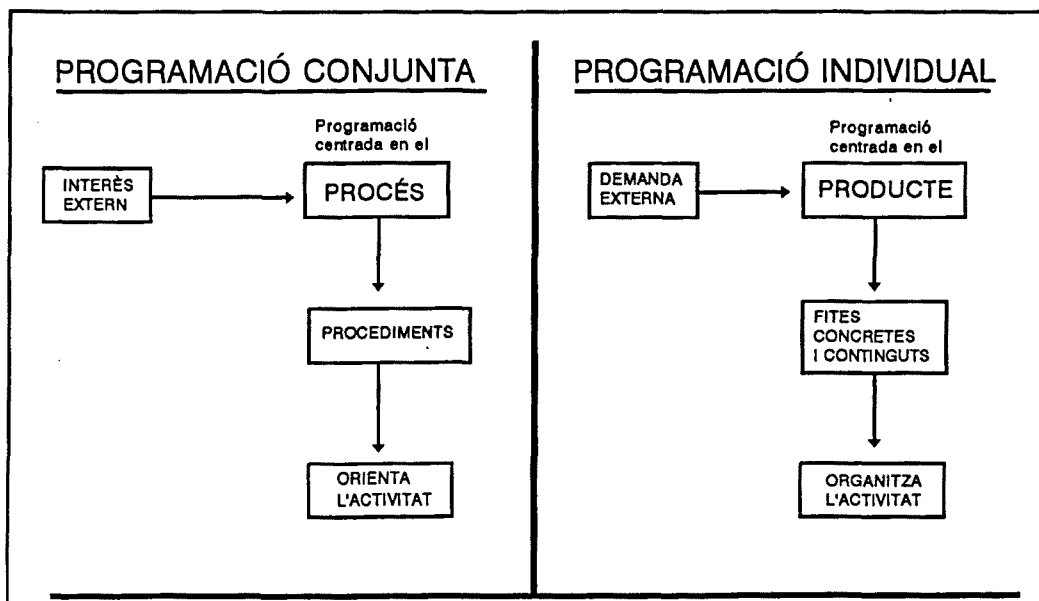 PROGRAMACIÓ CONJUNTA
Programació
centrada en el
INTERÈS
EXTERN
PROCÉS
PROCEDIMENTS
ORIENTA
L'ACTIVITAT
PROGRAMACIÓ INDIVIDUAL
Programació
centrada en el
DEMANDA
EXTERNA
PRODUCTE
FITES
CONCRETES
I CONTINGUTS
ORGANITZA
L'ACTIVITAT